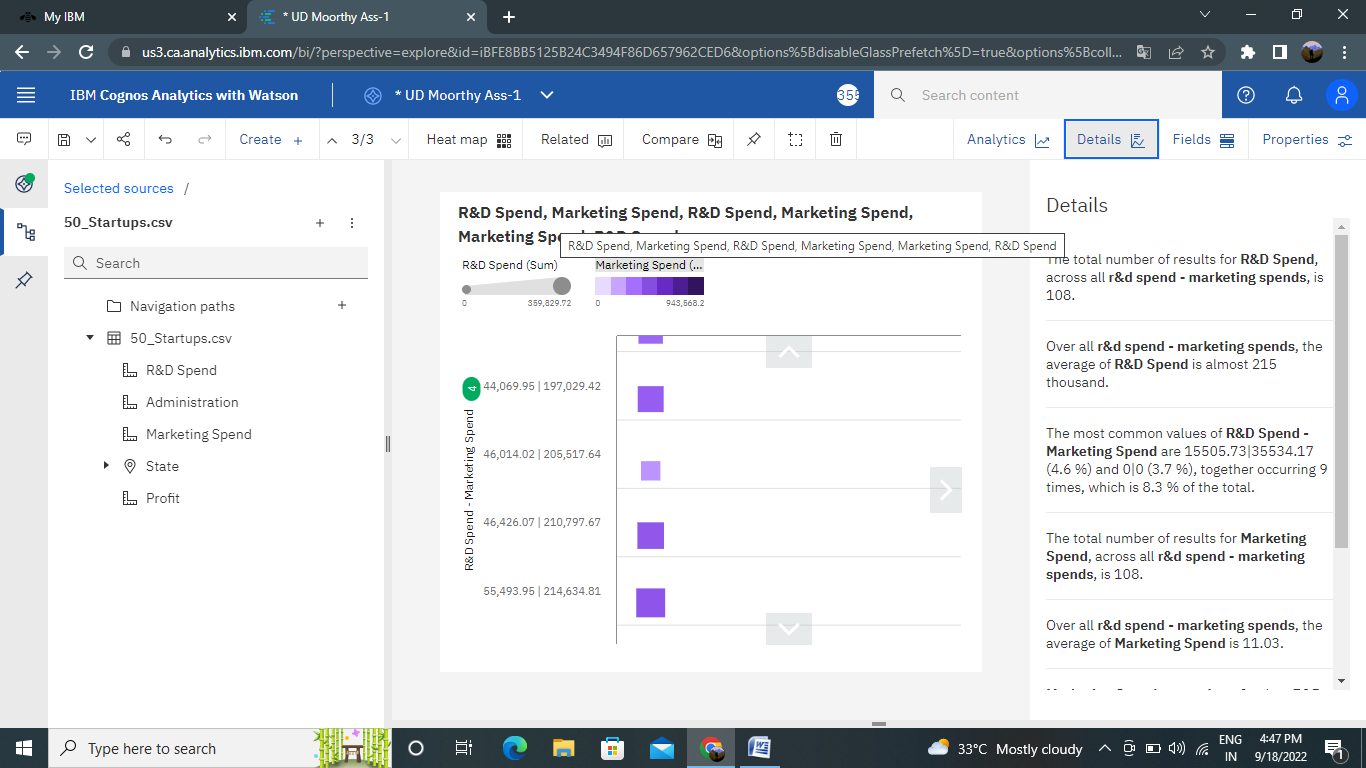 My IBM
* UD Moorthy Ass-1
us3.ca.analytics.ibm.com/bi/?perspective=explore&id=iBFE8BB5125B24C3494F86D657962CED6&options%5BdisableGlassPrefetch%5D=true&options%5Bcoll...
IBM Cognos Analytics with Watson
* UD Moorthy Ass-1
355
Search content
Create
3/3
Heat map
Related
Compare
Analytics
Details
Fields
Properties
Selected sources /
50_Startups.csv
Search
Navigation paths
50_Startups.csv
R&D Spend
Administration
Marketing Spend
State
Profit
R&D Spend, Marketing Spend, R&D Spend, Marketing Spend,
Marketing Spe
R&D Spend, Marketing Spend, R&D Spend, Marketing Spend, Marketing Spend, R&D Spend
R&D Spend (Sum)
Marketing Spend (...
0
359,829.72
0
943,568.2
4
R&D Spend - Marketing Spend
44,069.95 | 197,029.42
46,014.02 | 205,517.64
46,426.07 | 210,797.67
55,493.95 | 214,634.81
Details
The total number of results for R&D Spend,
across all r&d spend - marketing spends, is
108.
Over all r&d spend - marketing spends, the
average of R&D Spend is almost 215
thousand.
The most common values of R&D Spend -
Marketing Spend are 15505.73|35534.17
(4.6 %) and 0|0 (3.7 %), together occurring 9
times, which is 8.3 % of the total.
The total number of results for Marketing
Spend, across all r&d spend - marketing
spends, is 108.
Over all r&d spend - marketing spends, the
average of Marketing Spend is 11.03.
Type here to search
33°C Mostly cloudy
ENG
IN
4:47 PM
9/18/2022
1